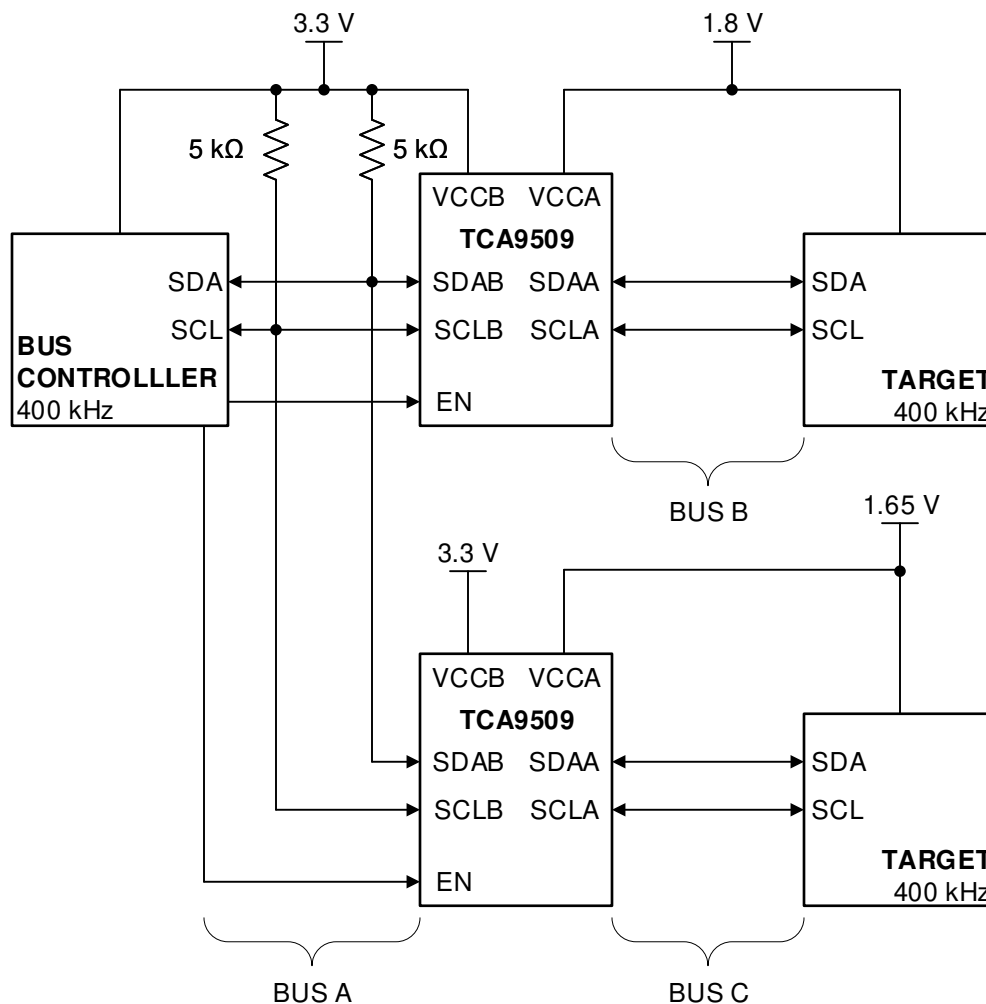 3.3 V
1.8 V
5 kΩ
5 kΩ
VCCB VCCA
TCA9509
SDA
SDAB SDAA
SDA
SCL
SCLB SCLA
SCL
BUS
CONTROLLLER
400 kHz
EN
TARGET
400 kHz
BUS B
1.65 V
3.3 V
VCCB VCCA
TCA9509
SDAB SDAA
SDA
SCLB SCLA
SCL
EN
TARGET
400 kHz
BUS A
BUS C